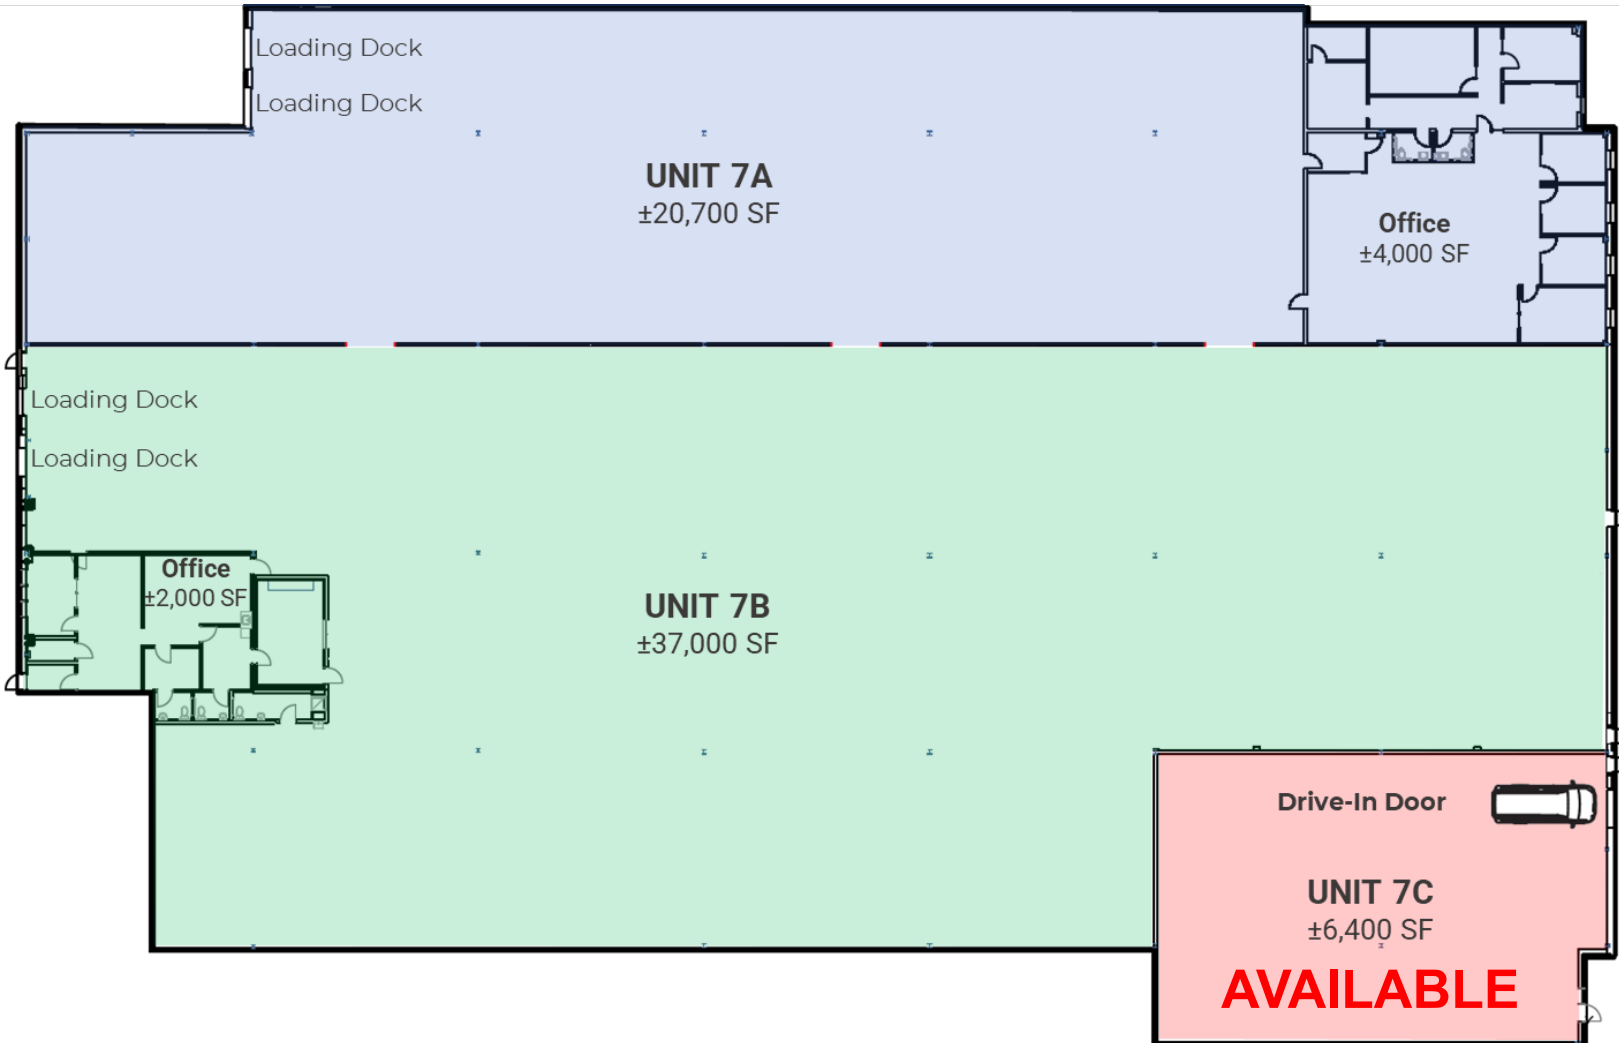 Loading Dock
Loading Dock
UNIT 7A
±20,700 SF
Office
±4,000 SF
Loading Dock
Loading Dock
Office
±2,000 SF
UNIT 7B
±37,000 SF
Drive-In Door
UNIT 7C
±6,400 SF
AVAILABLE